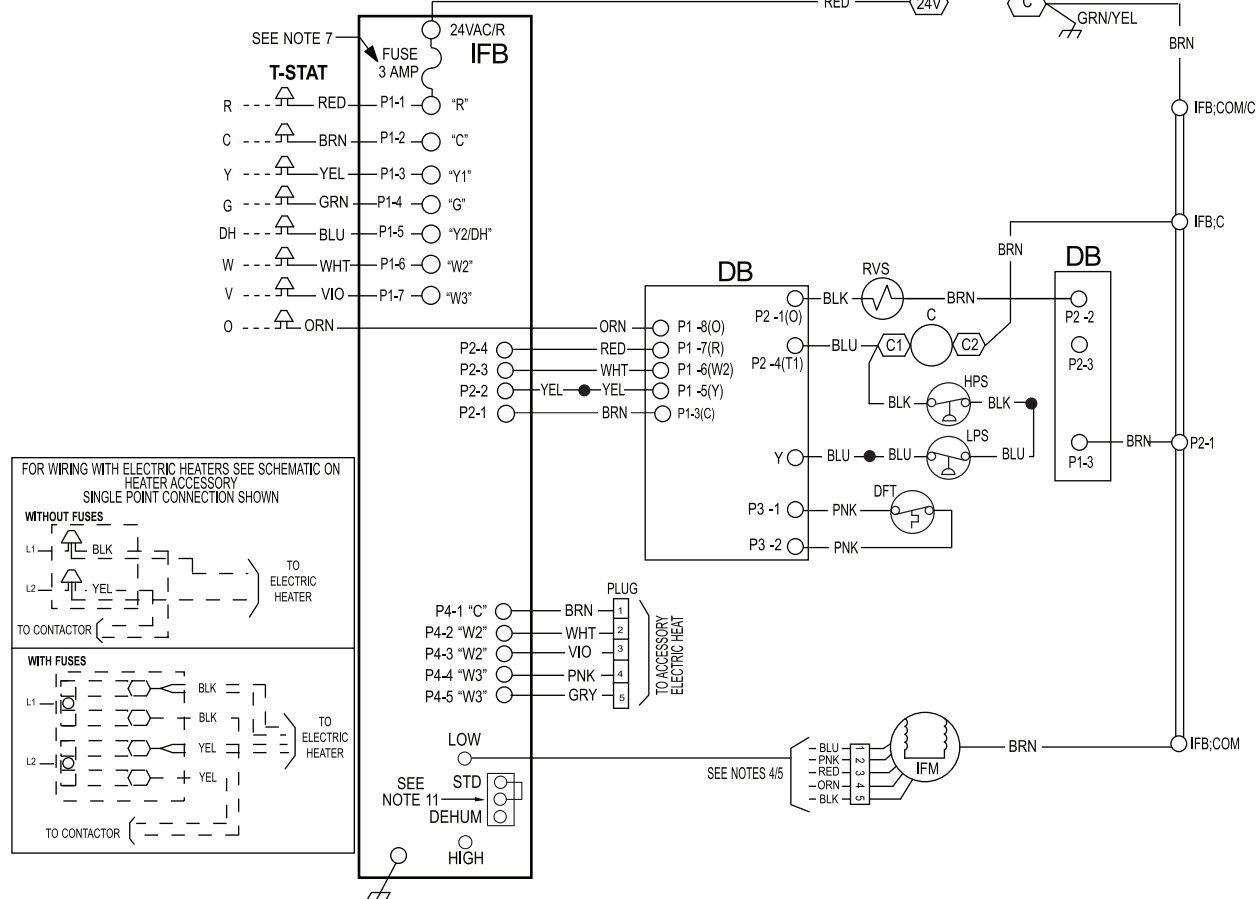 RED
24V
C
GRN/YEL
BRN
SEE NOTE 7
24VAC/R
IFB
FUSE
3 AMP
T-STAT
R RED P1-1 "R"
C BRN P1-2 "C"
Y YEL P1-3 "Y1"
G GRN P1-4 "G"
DH BLU P1-5 "Y2/DH"
W WHT P1-6 "W2"
V VIO P1-7 "W3"
O ORN
IFB;COM/C
IFB;C
BRN
DB
RVS
DB
P2 -1(O) BLK BRN P2 -2
ORN P1 -8(O)
P2-4 RED P1 -7(R)
P2-3 WHT P1 -6(W2)
P2-2 YEL YEL P1 -5(Y)
P2-1 BRN P1-3(C)
C
P2 -4(T1) BLU C1 C2
P2-3
HPS
BLK BLK
LPS
Y BLU BLU BLU
P1-3 BRN P2-1
DFT
P3 -1 PNK
P3 -2 PNK
FOR WIRING WITH ELECTRIC HEATERS SEE SCHEMATIC ON
HEATER ACCESSORY
SINGLE POINT CONNECTION SHOWN
WITHOUT FUSES
L1 BLK
L2 YEL
TO
ELECTRIC
HEATER
TO CONTACTOR
WITH FUSES
BLK
L1
BLK
YEL
L2
YEL
TO
ELECTRIC
HEATER
TO CONTACTOR
PLUG
P4-1 "C" BRN 1
P4-2 "W2" WHT 2
P4-3 "W2" VIO 3
P4-4 "W3" PNK 4
P4-5 "W3" GRY 5
TO ACCESSORY
ELECTRIC HEAT
LOW
STD
SEE
NOTE 11
DEHUM
HIGH
SEE NOTES 4/5
BLU 1
PNK 2
RED 3
ORN 4
BLK 5
IFM
BRN
IFB;COM